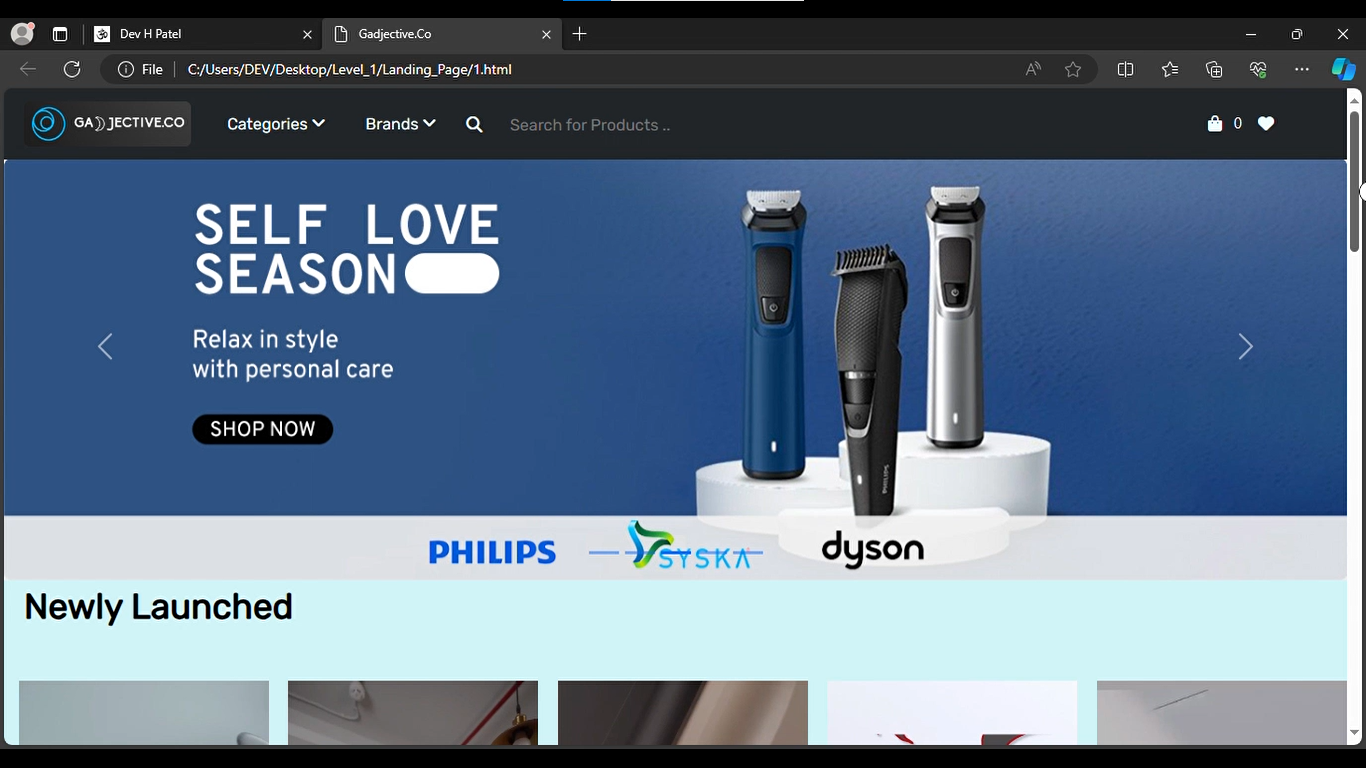 Dev H Patel
Gadjective.Co
File
C:/Users/DEV/Desktop/Level_1/Landing_Page/1.html
GADJECTIVE.CO
Categories
Brands
Search for Products ..
0
SELF LOVE
SEASON
Relax in style
with personal care
SHOP NOW
PHILIPS
PHILIPS
SYSKA
dyson
Newly Launched